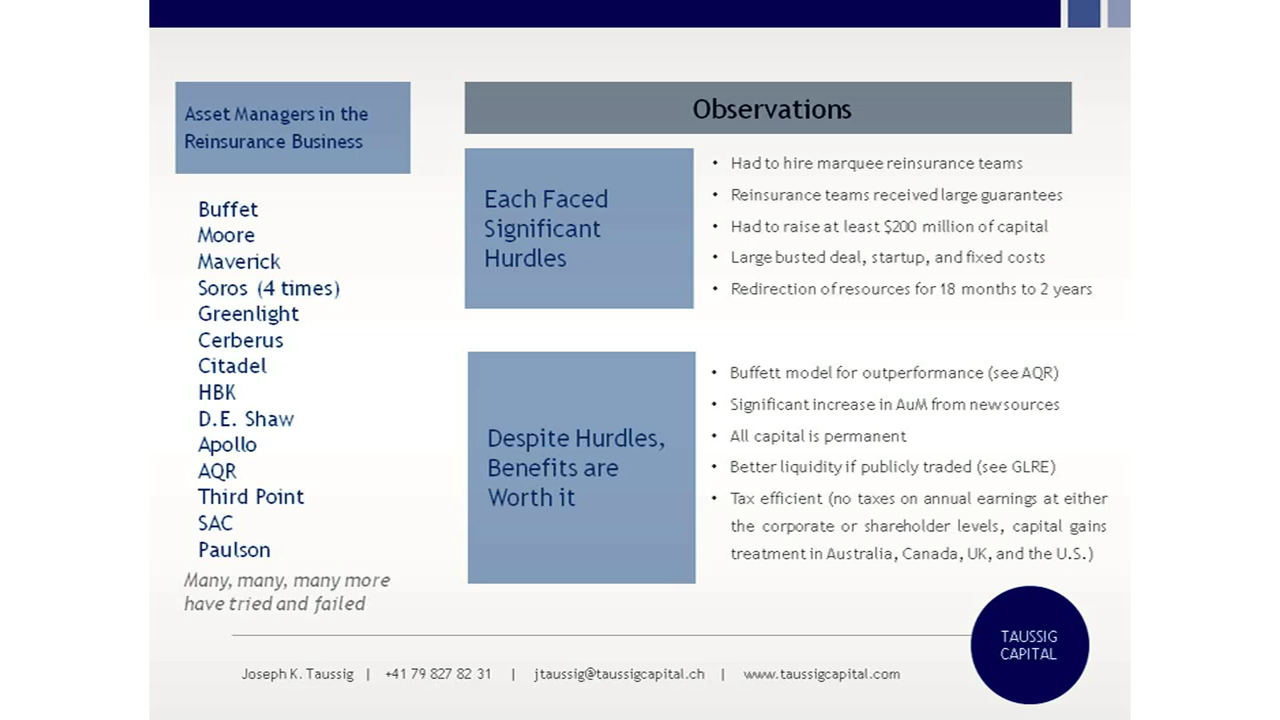 Asset Managers in the
Reinsurance Business
Buffet
Moore
Maverick
Soros (4 times)
Greenlight
Cerberus
Citadel
HBK
D.E. Shaw
Apollo
AQR
Third Point
SAC
Paulson
Many, many, many more
have tried and failed
Observations
Each Faced
Significant
Hurdles
• Had to hire marquee reinsurance teams
• Reinsurance teams received large guarantees
• Had to raise at least $200 million of capital
• Large busted deal, startup, and fixed costs
• Redirection of resources for 18 months to 2 years
Despite Hurdles,
Benefits are
Worth it
• Buffett model for outperformance (see AQR)
• Significant increase in AuM from new sources
• All capital is permanent
• Better liquidity if publicly traded (see GLRE)
• Tax efficient (no taxes on annual earnings at either
the corporate or shareholder levels, capital gains
treatment in Australia, Canada, UK, and the U.S.)
Joseph K. Taussig | +41 79 827 82 31 | jtaussig@taussigcapital.ch | www.taussigcapital.com
TAUSSIG
CAPITAL